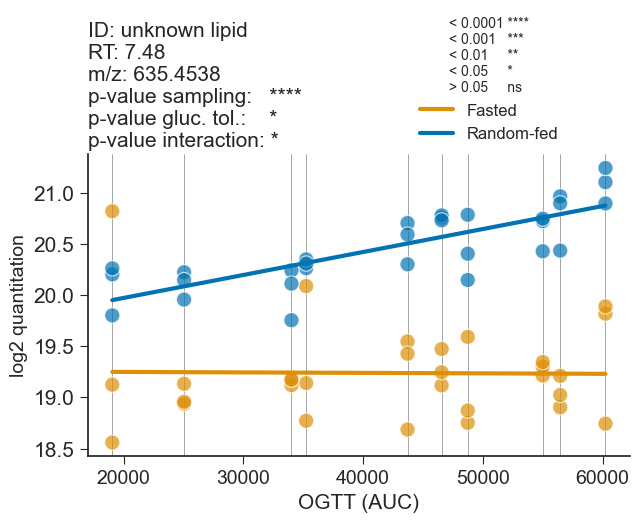 ID: unknown lipid
RT: 7.48
m/z: 635.4538
p-value sampling: ****
p-value gluc. tol.: *
p-value interaction: *
< 0.0001 ****
< 0.001 ***
< 0.01 **
< 0.05 *
> 0.05 ns
Fasted
Random-fed
log2 quantitation
21.0
20.5
20.0
19.5
19.0
18.5
20000 30000 40000 50000 60000
OGTT (AUC)